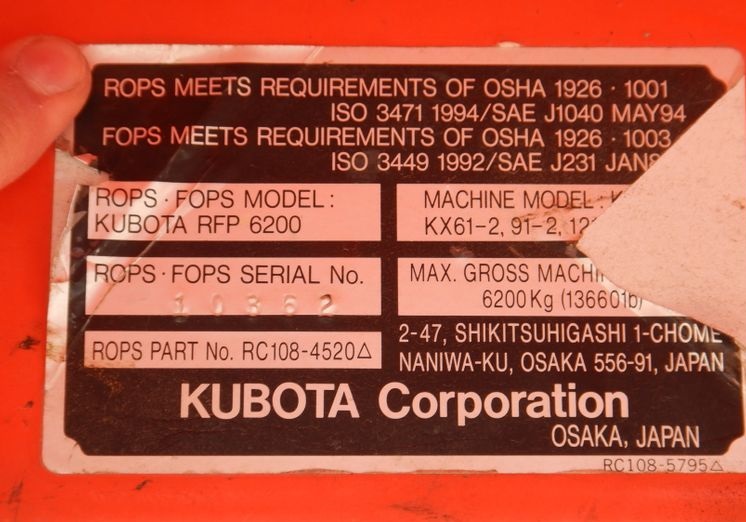 ROPS MEETS REQUIREMENTS OF OSHA 1926 · 1001
ISO 3471 1994/SAE J1040 MAY94
FOPS MEETS REQUIREMENTS OF OSHA 1926 · 1003
ISO 3449 1992/SAE J231
ROPS · FOPS MODEL:
KUBOTA RFP 6200
MACHINE MODEL:
KX61-2, 91-2,
ROPS · FOPS SERIAL No.
10362
MAX. GROSS
6200Kg (13660lb)
ROPS PART No. RC108-4520△
2-47, SHIKITSUHIGASHI 1-CHOME
NANIWA-KU, OSAKA 556-91, JAPAN
KUBOTA Corporation
OSAKA, JAPAN
RC108-5795△